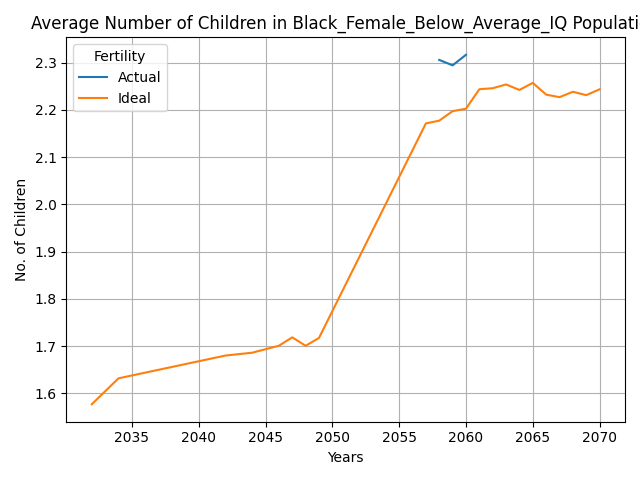 Average Number of Children in Black_Female_Below_Average_IQ Populati
Fertility
Actual
Ideal
2.3
2.2
2.1
2.0
1.9
1.8
1.7
1.6
No. of Children
2035 2040 2045 2050 2055 2060 2065 2070
Years